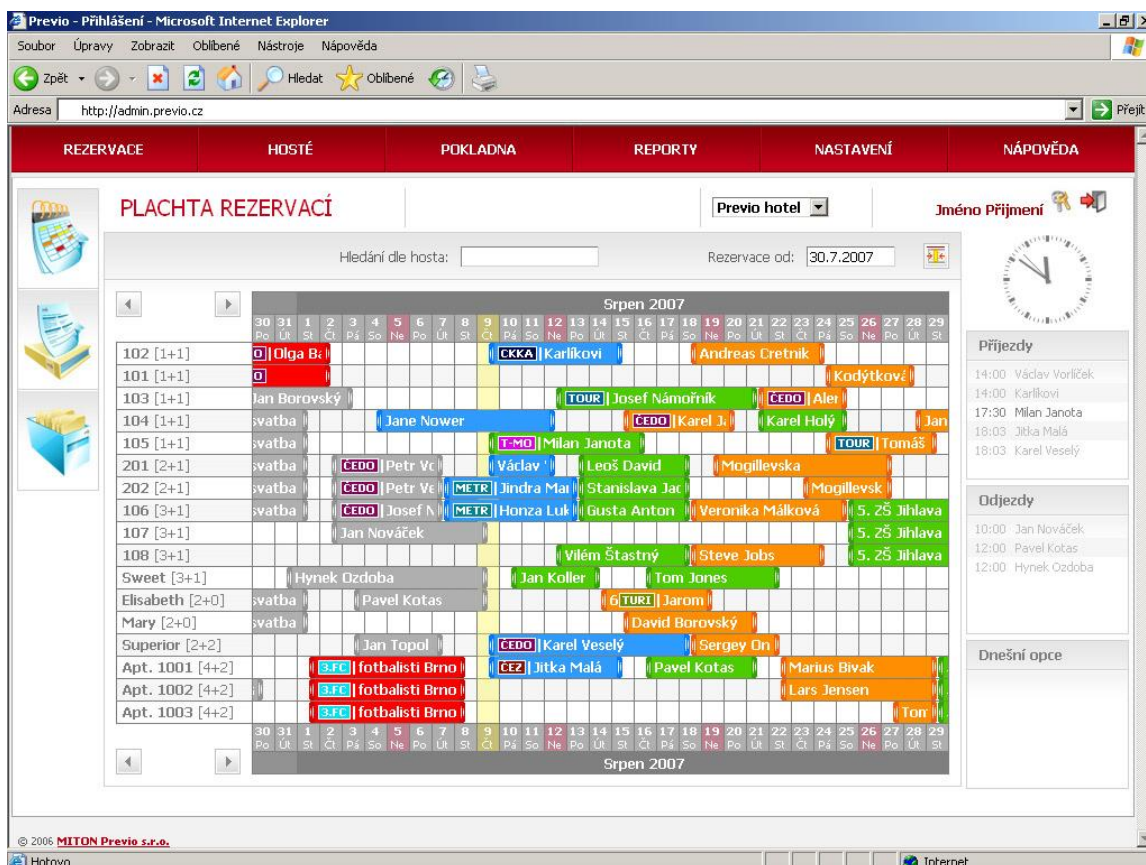 Previo - Přihlášení - Microsoft Internet Explorer
Soubor Úpravy Zobrazit Oblíbené Nástroje Nápověda
Zpět Hledat Oblíbené
Adresa http://admin.previo.cz Přejít
REZERVACE HOSTÉ POKLADNA REPORTY NASTAVENÍ NÁPOVĚDA
PLACHTA REZERVACÍ Previo hotel Jméno Přijmení
Hledání dle hosta: Rezervace od: 30.7.2007
Srpen 2007
30 31 1 2 3 4 5 6 7 8 9 10 11 12 13 14 15 16 17 18 19 20 21 22 23 24 25 26 27 28 29
Po Út St Čt Pá So Ne Po Út St Čt Pá So Ne Po Út St Čt Pá So Ne Po Út St Čt Pá So Ne Po Út St
102 [1+1] O Olga Ba CKKA Karlíkovi Andreas Cretnik
101 [1+1] O Kodýtková
103 [1+1] Jan Borovský TOUR Josef Námořník ČEDO Aler
104 [1+1] svatba Jane Nower ČEDO Karel Ja Karel Holý Jan
105 [1+1] svatba T-MO Milan Janota TOUR Tomáš
201 [2+1] svatba ČEDO Petr Vo Václav Leoš David Mogillevska
202 [2+1] svatba ČEDO Petr Ve METR Jindra Mar Stanislava Jac Mogillevsk
106 [3+1] svatba ČEDO Josef N METR Honza Luk Gusta Anton Veronika Málková 5. ZŠ Jihlava
107 [3+1] Jan Nováček 5. ZŠ Jihlava
108 [3+1] Vilém Šťastný Steve Jobs 5. ZŠ Jihlava
Sweet [3+1] Hynek Ozdoba Jan Koller Tom Jones
Elisabeth [2+0] svatba Pavel Kotas 6 TURI Jarom
Mary [2+0] svatba David Borovský
Superior [2+2] Jan Topol ČEDO Karel Veselý Sergey On
Apt. 1001 [4+2] 3.FC fotbalisti Brno ČEZ Jitka Malá Pavel Kotas Marius Bivak
Apt. 1002 [4+2] 3.FC fotbalisti Brno Lars Jensen
Apt. 1003 [4+2] 3.FC fotbalisti Brno Tom
30 31 1 2 3 4 5 6 7 8 9 10 11 12 13 14 15 16 17 18 19 20 21 22 23 24 25 26 27 28 29
Po Út St Čt Pá So Ne Po Út St Čt Pá So Ne Po Út St Čt Pá So Ne Po Út St Čt Pá So Ne Po Út St
Srpen 2007
Příjezdy
14:00 Václav Vorlíček
14:00 Karlíkovi
17:30 Milan Janota
18:03 Jitka Malá
18:03 Karel Veselý
Odjezdy
10:00 Jan Nováček
12:00 Pavel Kotas
12:00 Hynek Ozdoba
Dnešní opce
© 2006 MITON Previo s.r.o.
Hotovo Internet